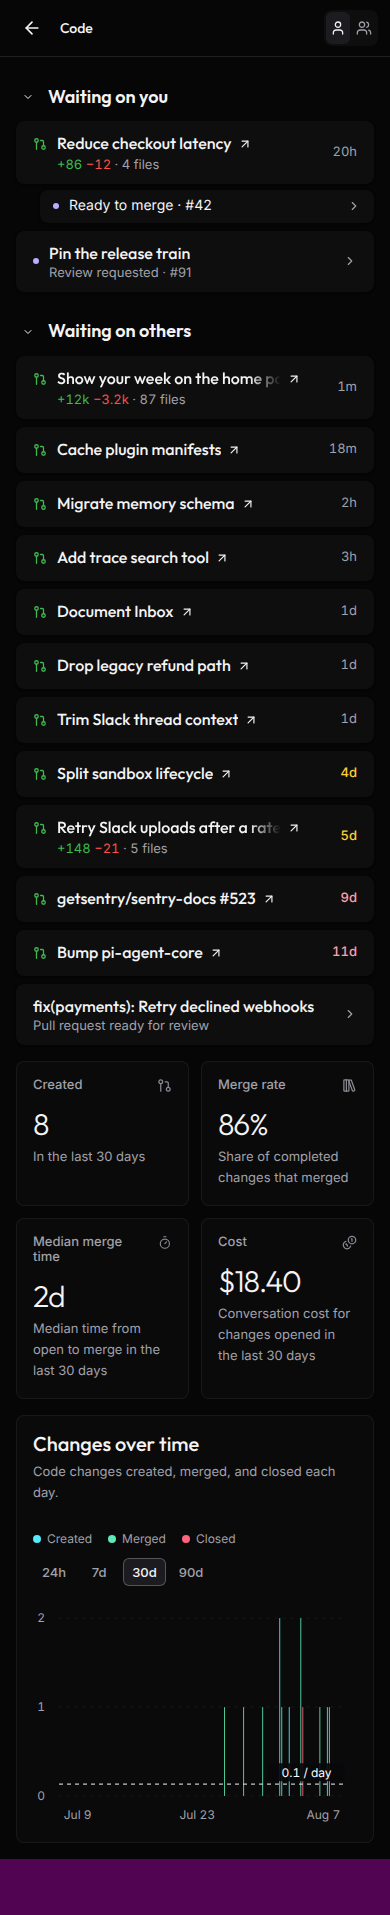 Code
Waiting on you
Reduce checkout latency
20h
+86 −12 · 4 files
Ready to merge · #42
Pin the release train
Review requested · #91
Waiting on others
Show your week on the home
1m
+12k −3.2k · 87 files
Cache plugin manifests
18m
Migrate memory schema
2h
Add trace search tool
3h
Document Inbox
1d
Drop legacy refund path
1d
Trim Slack thread context
1d
Split sandbox lifecycle
4d
Retry Slack uploads after a rate
5d
+148 −21 · 5 files
getsentry/sentry-docs #523
9d
Bump pi-agent-core
11d
fix(payments): Retry declined webhooks
Pull request ready for review
Created
8
In the last 30 days
Merge rate
86%
Share of completed
changes that merged
Median merge
time
2d
Median time from
open to merge in the
last 30 days
Cost
$18.40
Conversation cost for
changes opened in
the last 30 days
Changes over time
Code changes created, merged, and closed each
day.
Created Merged Closed
24h 7d 30d 90d
2
1
0.1 / day
0
Jul 9 Jul 23 Aug 7